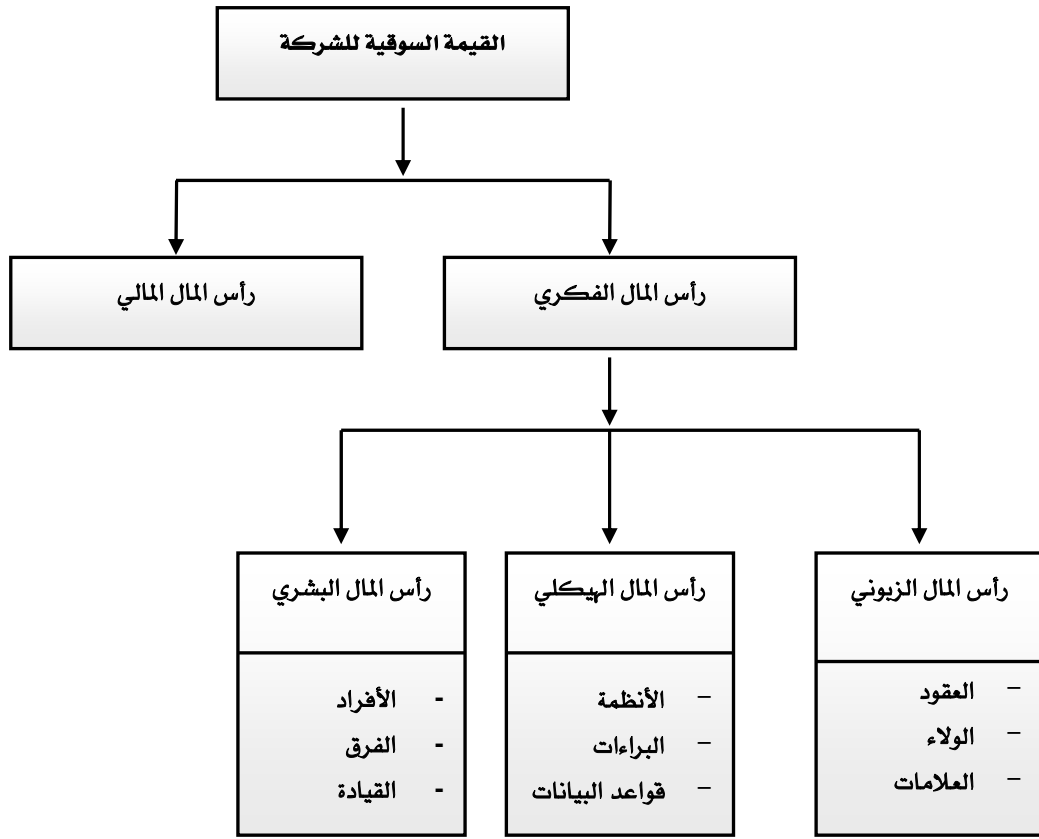 القيمة السوقية للشركة
رأس المال الفكري
رأس المال المالي
رأس المال الزبوني
– العقود
– الولاء
– العلامات
رأس المال الهيكلي
– الأنظمة
– البراءات
– قواعد البيانات
رأس المال البشري
- الأفراد
- الفرق
- القيادة